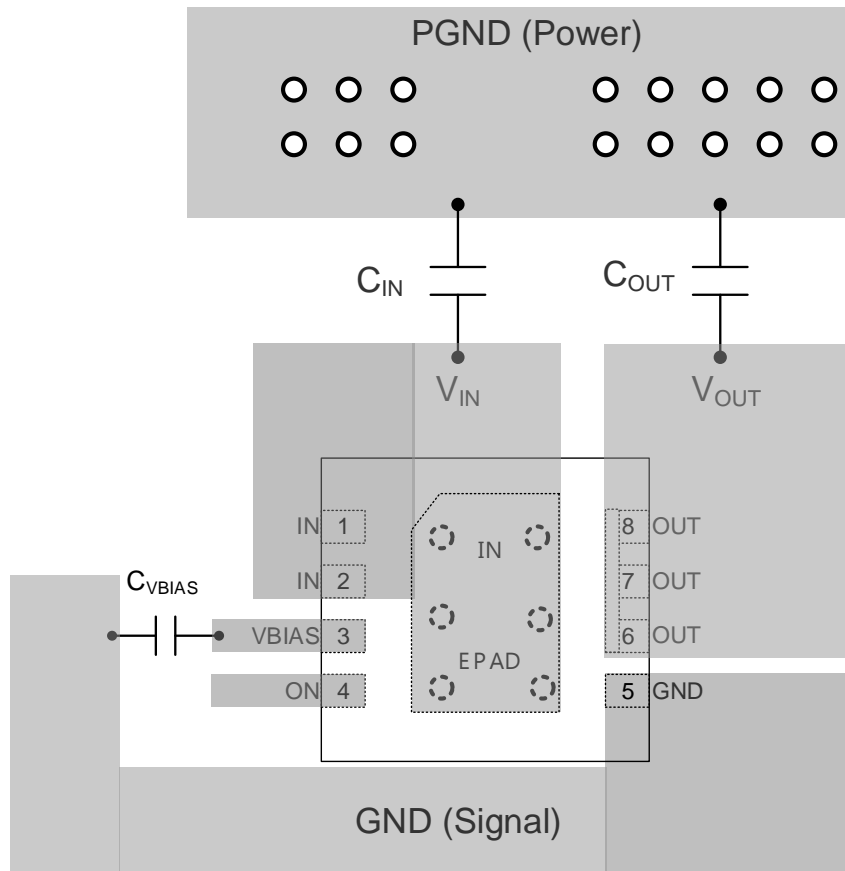 PGND (Power)
CIN
COUT
VIN
VOUT
IN 1
IN 2
VBIAS 3
ON 4
IN
EPAD
8 OUT
7 OUT
6 OUT
5 GND
CVBIAS
GND (Signal)